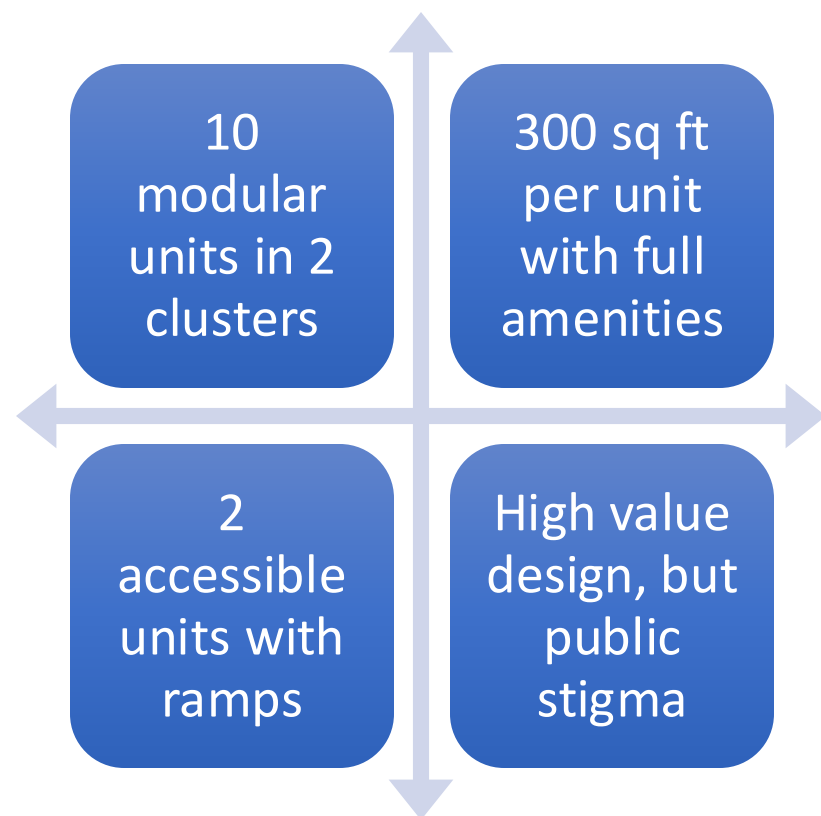 10
modular
units in 2
clusters
300 sq ft
per unit
with full
amenities
2
accessible
units with
ramps
High value
design, but
public
stigma